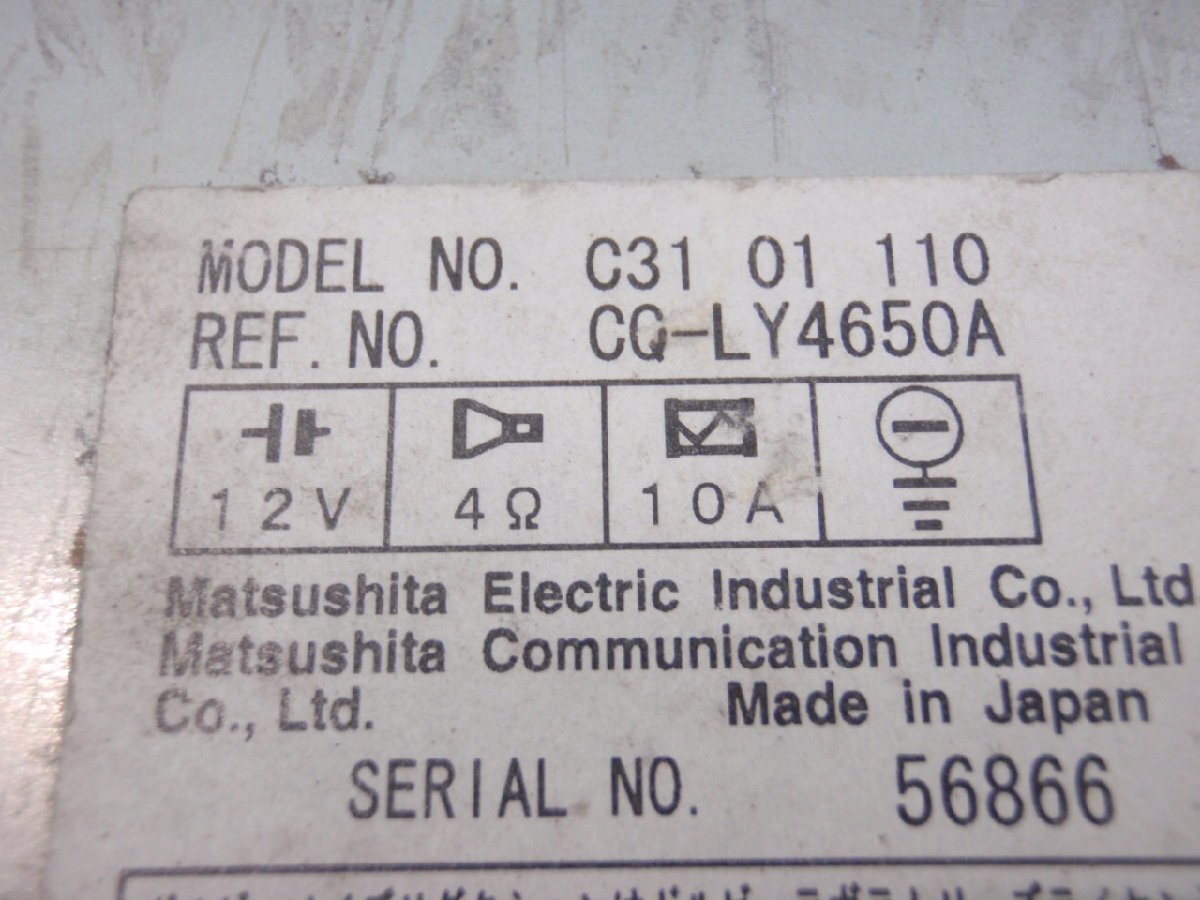 MODEL NO. C31 01 110
REF. NO. CQ-LY4650A
12V 4Ω 10A
Matsushita Electric Industrial Co., Ltd
Matsushita Communication Industrial
Co., Ltd. Made in Japan
SERIAL NO. 56866